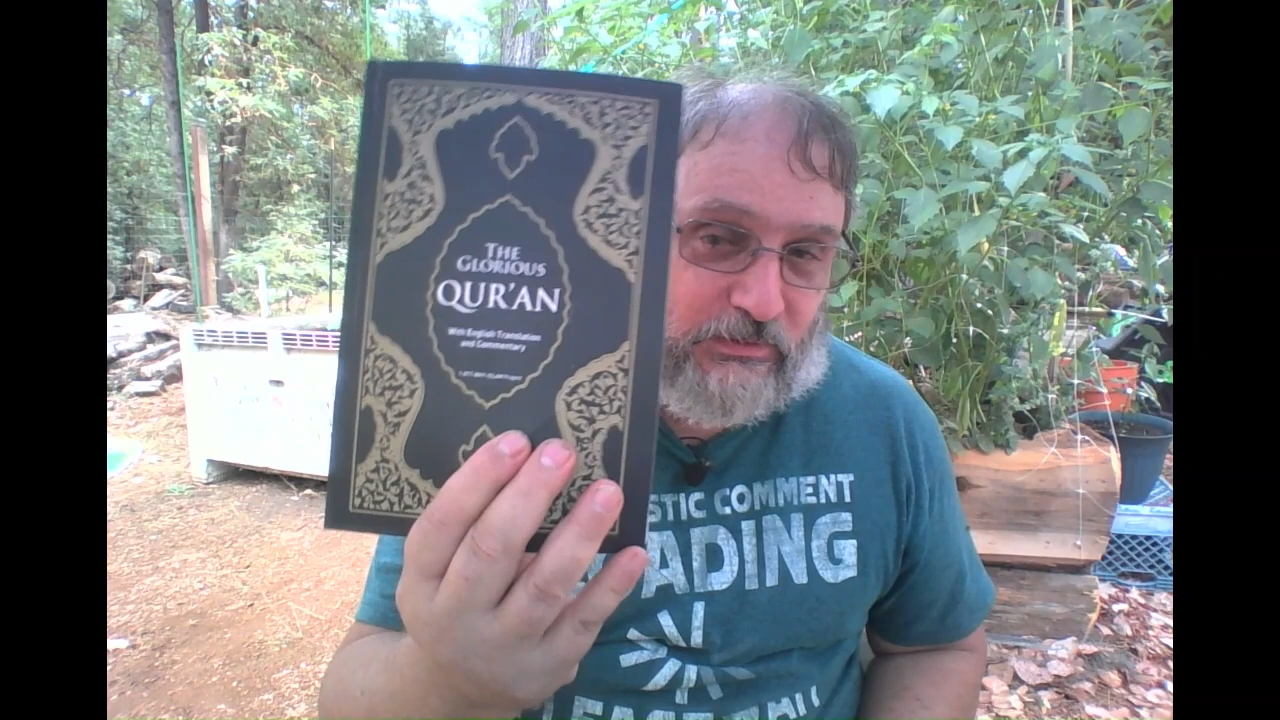 THE
GLORIOUS
QUR'AN
With English Translation
and Commentary
STIC COMMENT
ADING